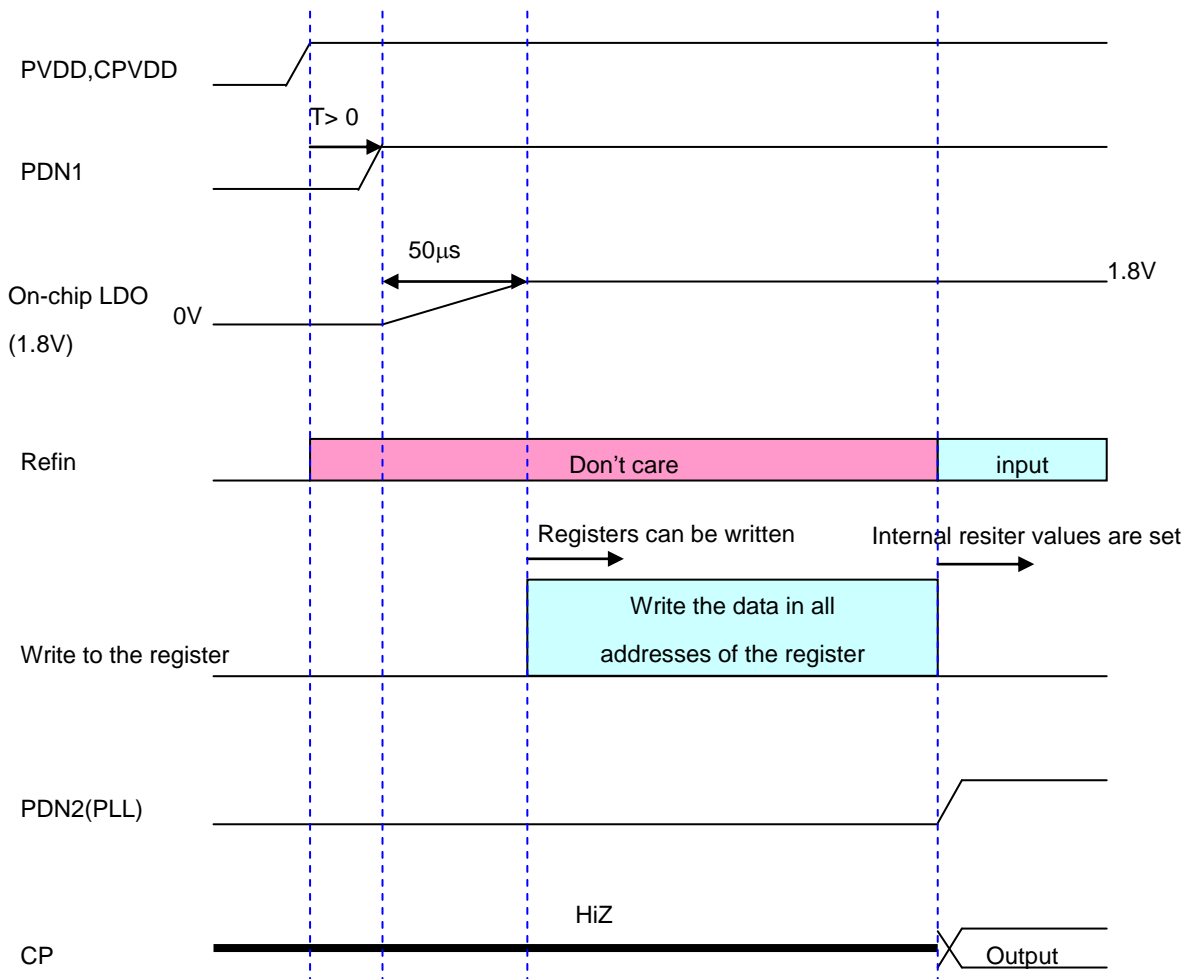 PVDD,CPVDD
T> 0
PDN1
50μs
1.8V
On-chip LDO
0V
(1.8V)
Refin
Don't care
input
Registers can be written
Internal resiter values are set
Write the data in all
Write to the register
addresses of the register
PDN2(PLL)
HiZ
CP
Output